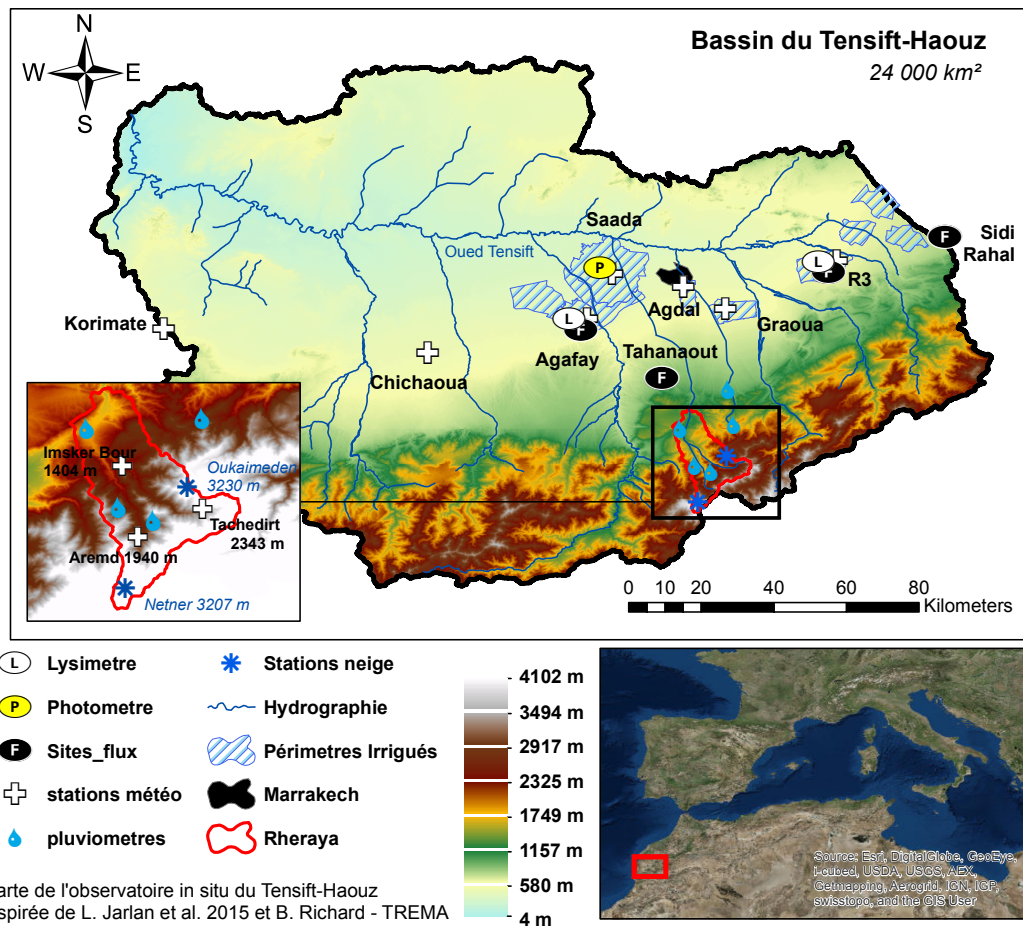 Bassin du Tensift-Haouz
24 000 km²
N
W
E
S
Saada
Oued Tensift
P
Sidi
Rahal
F
L
F
R3
Agdal
Graoua
Korimate
L
F
Agafay
Tahanaout
F
Chichaoua
Imsker Bour
1404 m
Oukaimeden
3230 m
Tachedirt
2343 m
Aremd 1940 m
Netner 3207 m
0 10 20 40 60 80
Kilometers
L Lysimetre
Stations neige
P Photometre
Hydrographie
F Sites_flux
Périmetres Irrigués
stations météo
Marrakech
pluviometres
Rheraya
4102 m
3494 m
2917 m
2325 m
1749 m
1157 m
580 m
4 m
arte de l'observatoire in situ du Tensift-Haouz
spirée de L. Jarlan et al. 2015 et B. Richard - TREMA
Source: Esri, DigitalGlobe, GeoEye,
i-cubed, USDA, USGS, AEX,
Getmapping, Aerogrid, IGN, IGP,
swisstopo, and the GIS User